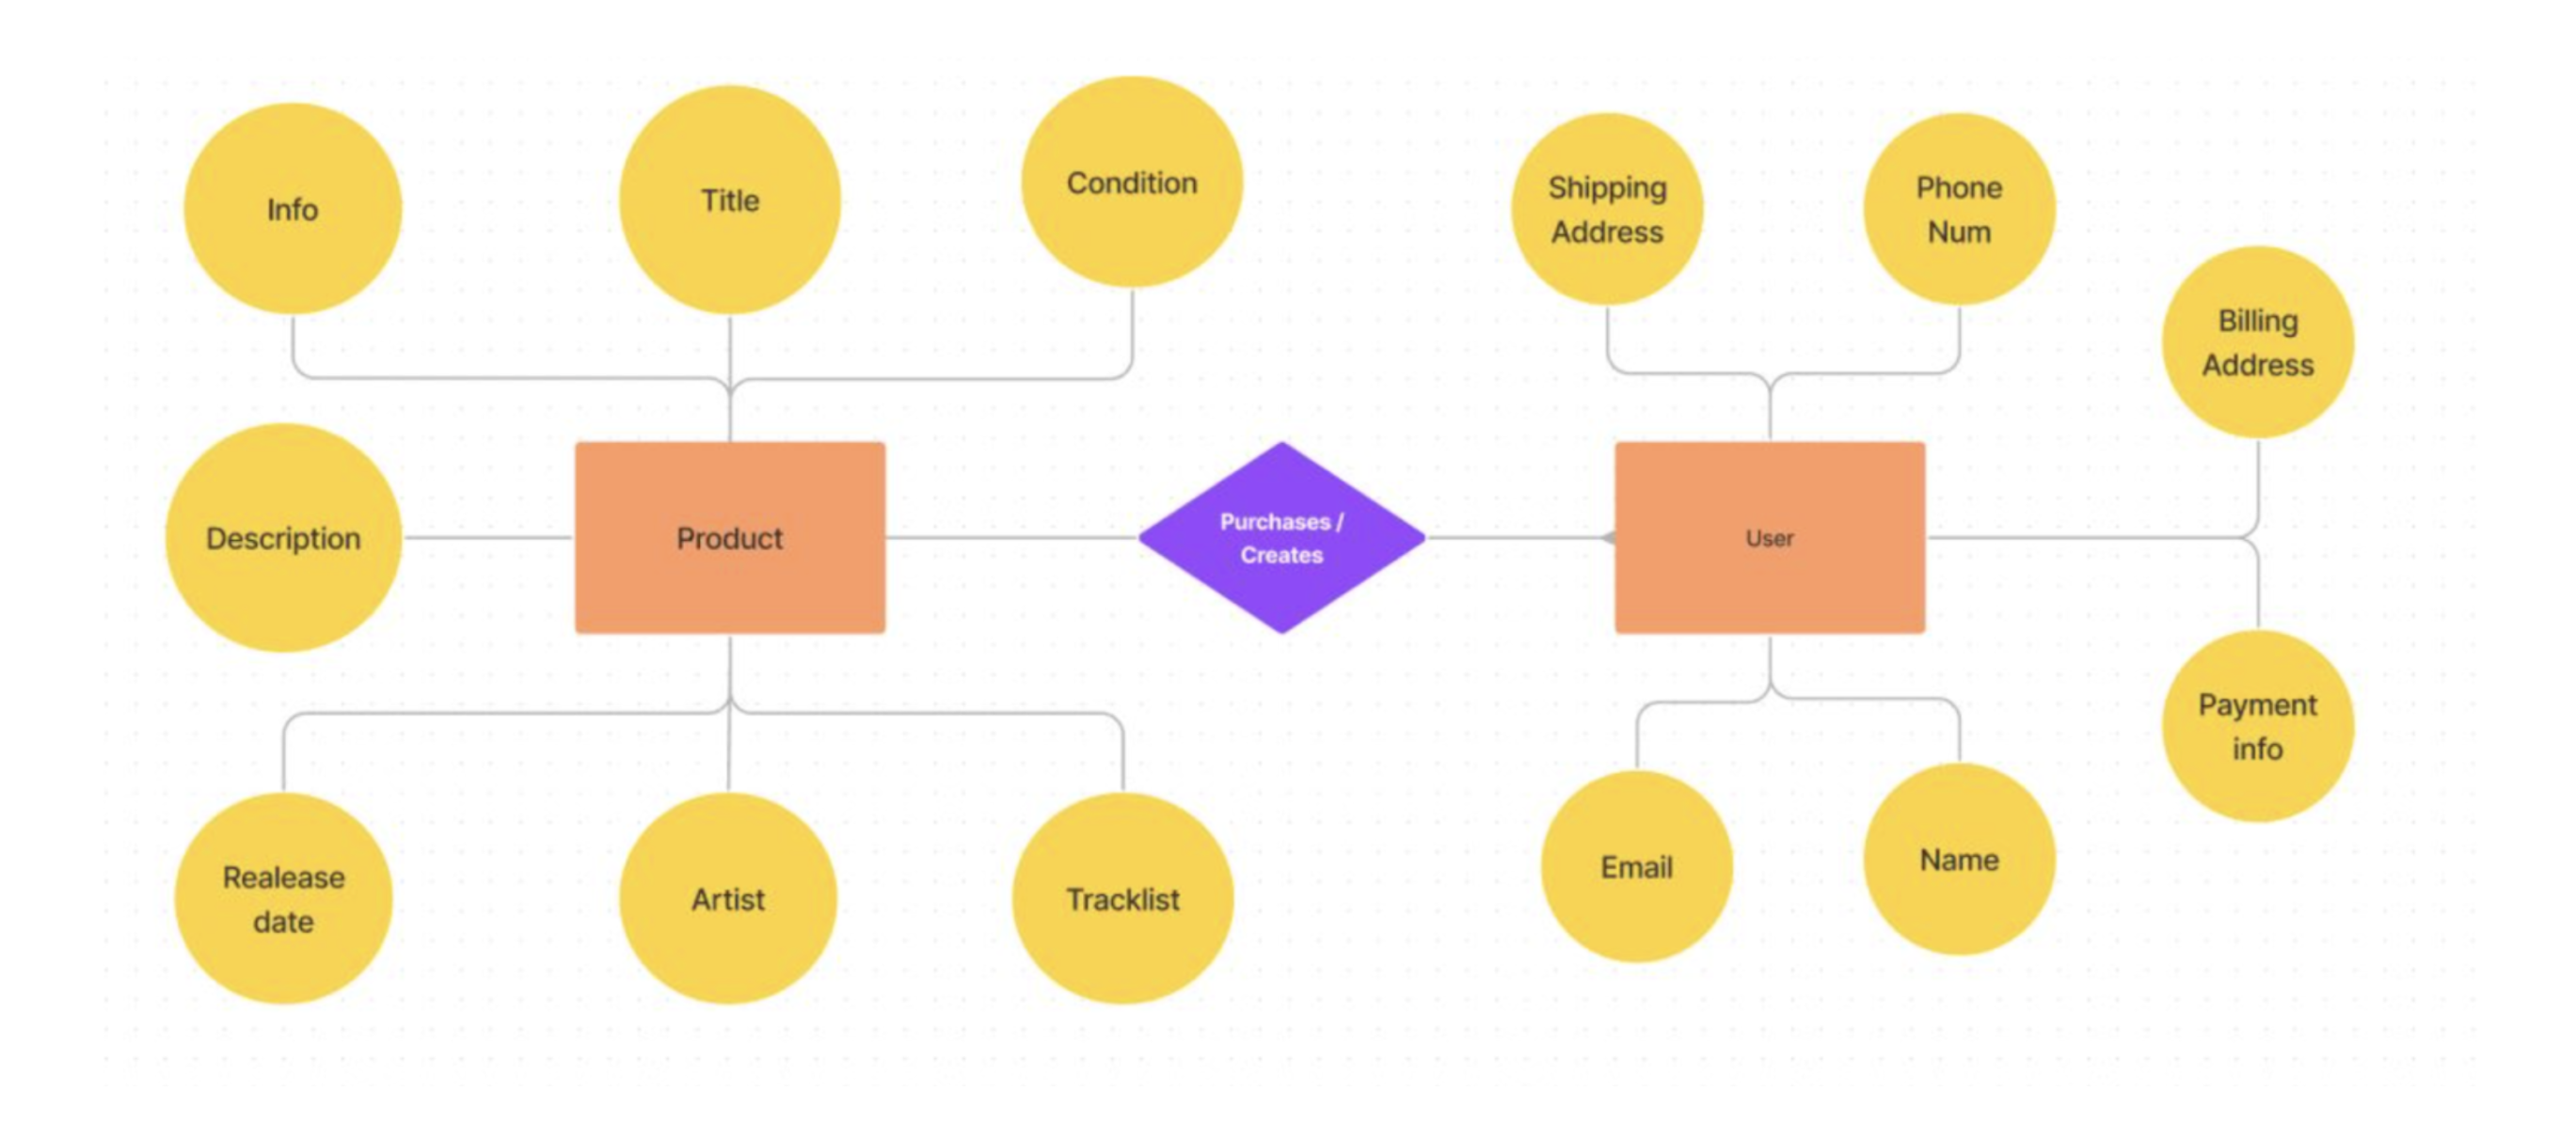 Info
Title
Condition
Shipping
Address
Phone
Num
Billing
Address
Description
Product
Purchases /
Creates
User
Payment
info
Realease
date
Artist
Tracklist
Email
Name